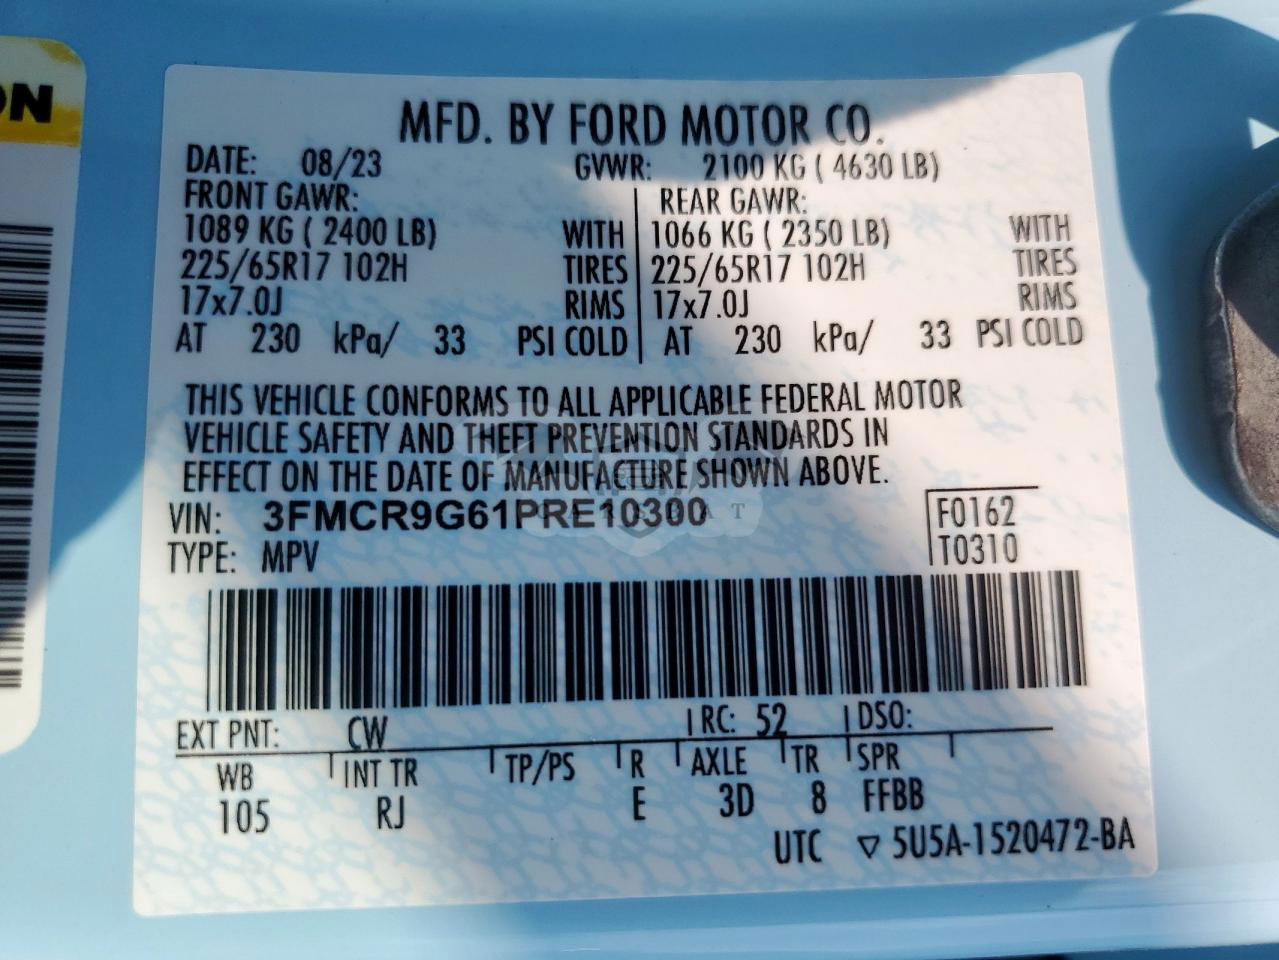 ON
MFD. BY FORD MOTOR CO.
DATE: 08/23 GVWR: 2100 KG ( 4630 LB)
FRONT GAWR: REAR GAWR:
1089 KG ( 2400 LB) WITH 1066 KG ( 2350 LB) WITH
225/65R17 102H TIRES 225/65R17 102H TIRES
17x7.0J RIMS 17x7.0J RIMS
AT 230 kPa/ 33 PSI COLD AT 230 kPa/ 33 PSI COLD
THIS VEHICLE CONFORMS TO ALL APPLICABLE FEDERAL MOTOR
VEHICLE SAFETY AND THEFT PREVENTION STANDARDS IN
EFFECT ON THE DATE OF MANUFACTURE SHOWN ABOVE.
VIN: 3FMCR9G61PRE10300 F0162
TYPE: MPV T0310
EXT PNT: CW RC: 52 DSO:
WB INT TR TP/PS R AXLE TR SPR
105 RJ E 3D 8 FFBB
UTC ▽ 5U5A-1520472-BA